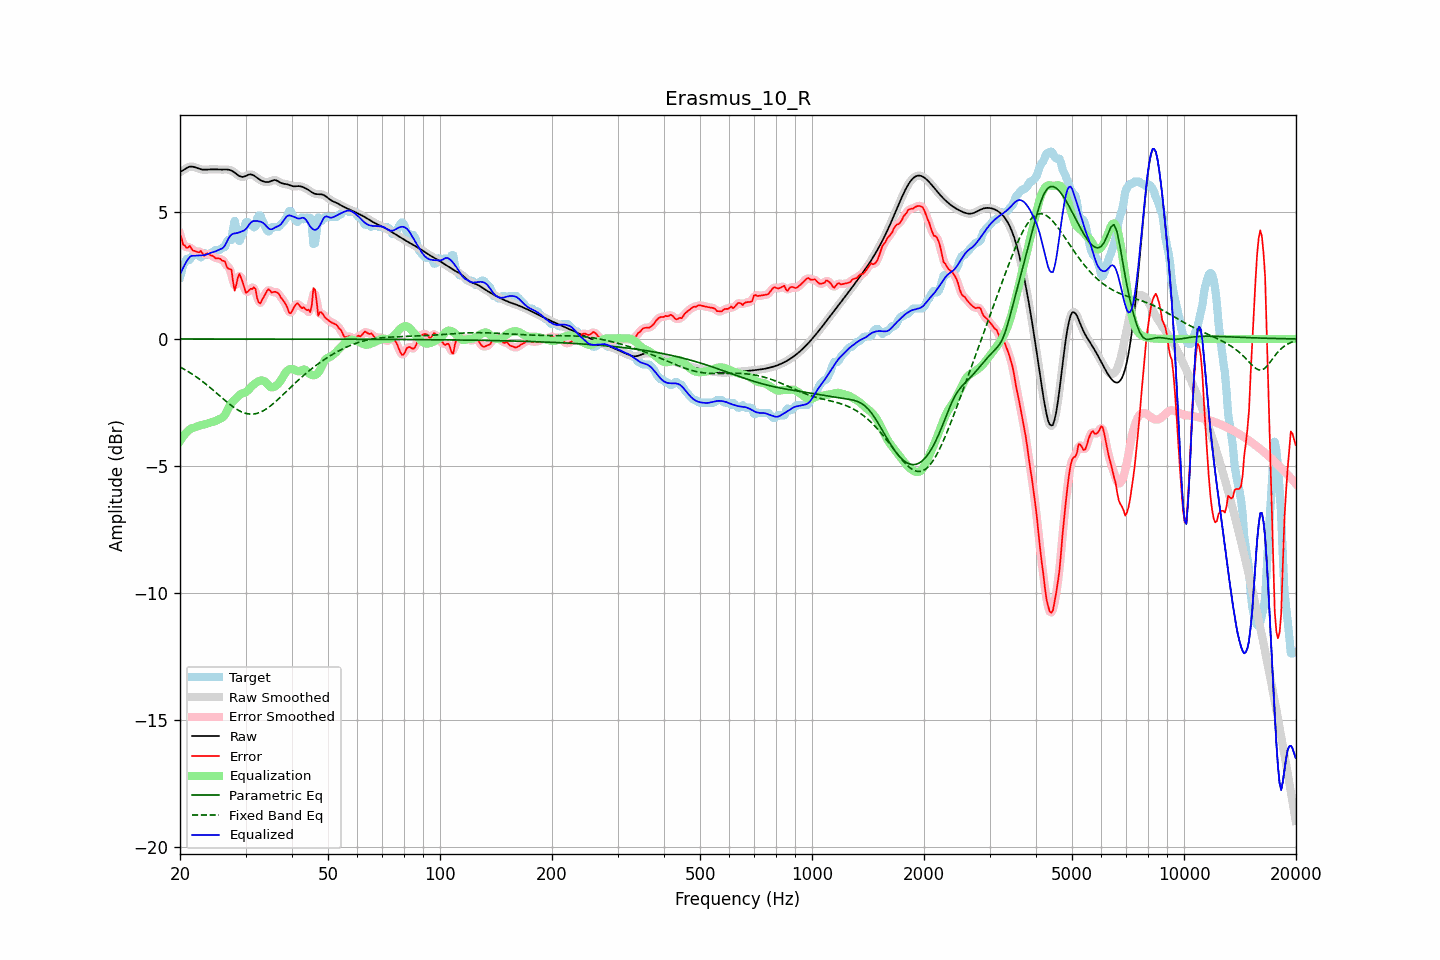 Erasmus_10_R
Amplitude (dBr)
5
0
−5
−10
−15
−20
Target
Raw Smoothed
Error Smoothed
Raw
Error
Equalization
Parametric Eq
Fixed Band Eq
Equalized
20 50 100 200 500 1000 2000 5000 10000 20000
Frequency (Hz)